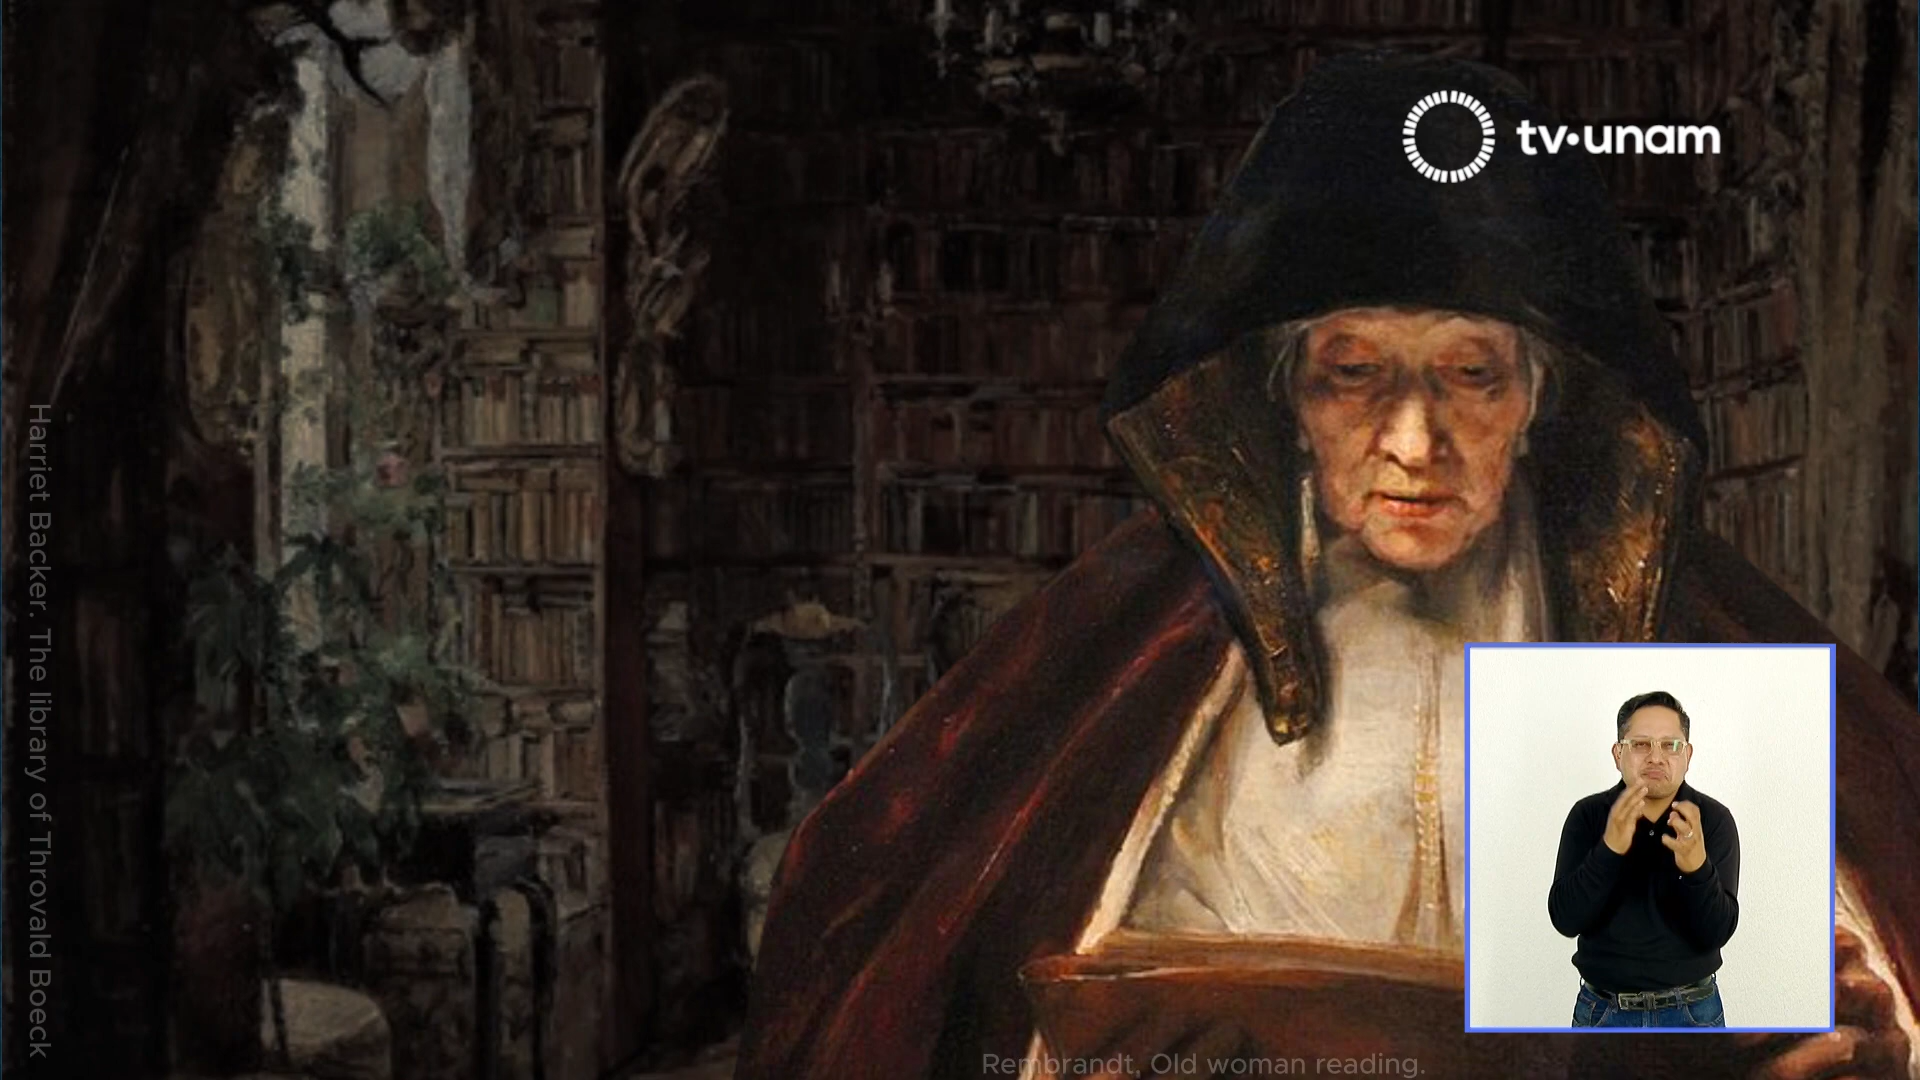 tv·unam
Harriet Backer. The library of Throvald Boeck
Rembrandt, Old woman reading.